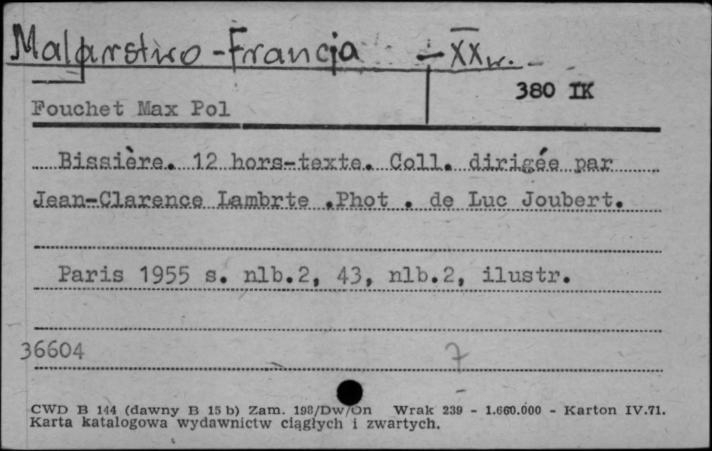 Malarstwo - Francja - XX w.
380 IK
Fouchet Max Pol
Bissière. 12 hors-texte. Coll. dirigée par
Jean-Clarence Lambrte .Phot . de Luc Joubert.
Paris 1955 s. nlb.2, 43, nlb.2, ilustr.
36604 7
CWD B 144 (dawny B 15 b) Zam. 198/Dw/On Wrak 239 - 1.660.000 - Karton IV.71.
Karta katalogowa wydawnictw ciągłych i zwartych.